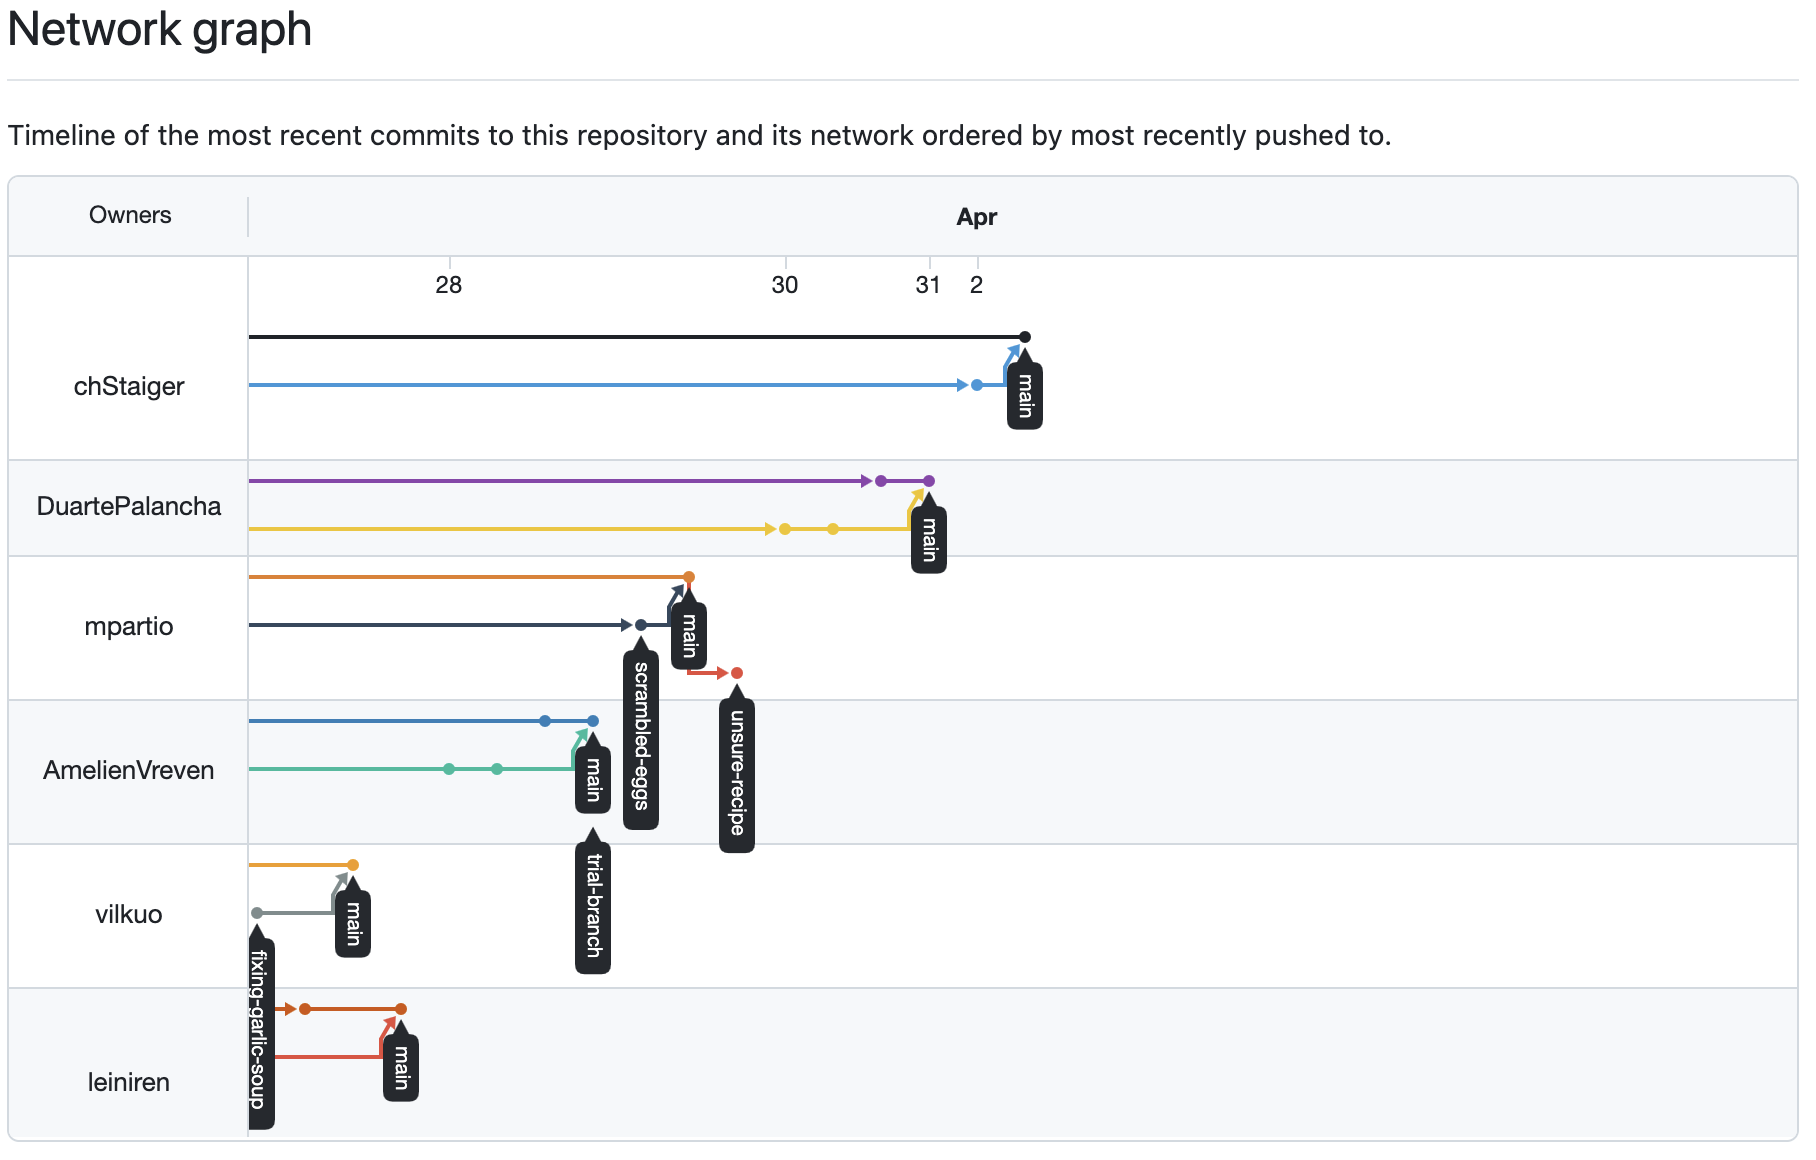 Network graph
Timeline of the most recent commits to this repository and its network ordered by most recently pushed to.
Owners
Apr
28
30
31
2
chStaiger
main
DuartePalancha
main
mpartio
main
scrambled-eggs
unsure-recipe
AmelienVreven
main
trial-branch
vilkuo
main
fixing-garlic-soup
leiniren
main